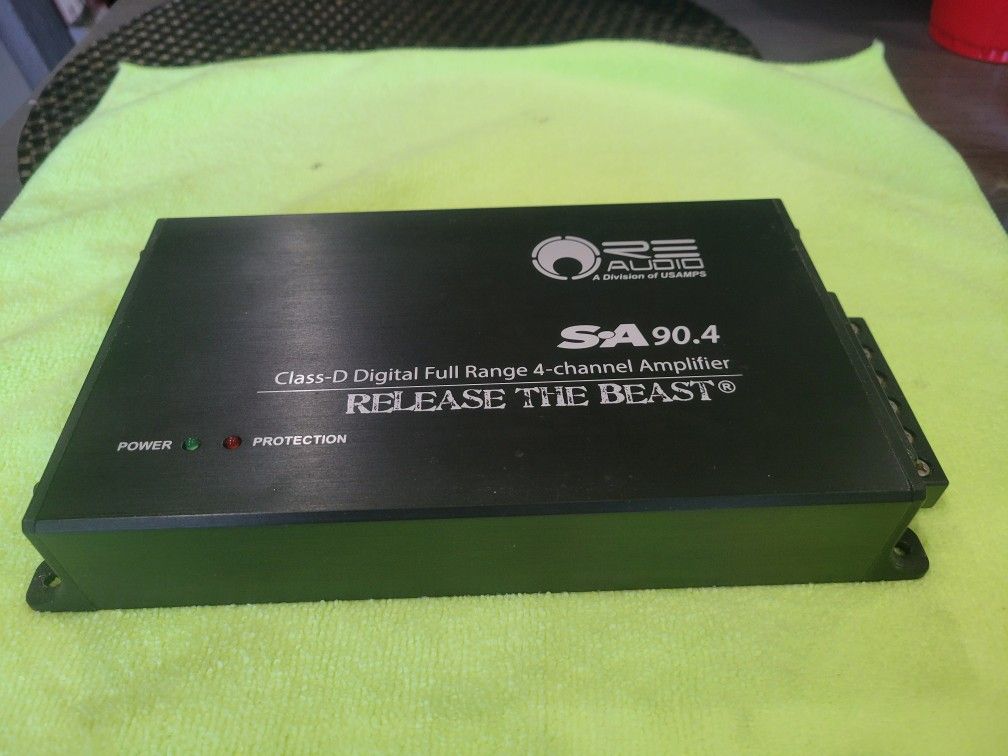 RE
AUDIO
A Division of USAMPS
S•A 90.4
Class-D Digital Full Range 4-channel Amplifier
RELEASE THE BEAST®
POWER PROTECTION